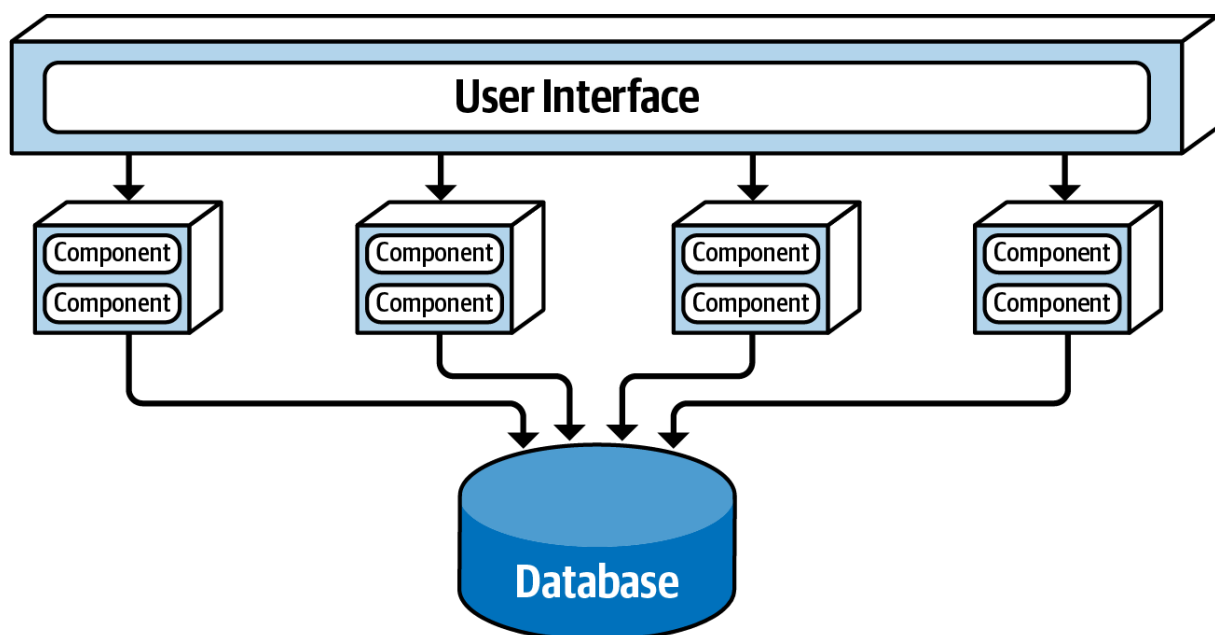 User Interface
Component
Component
Component
Component
Component
Component
Component
Component
Database